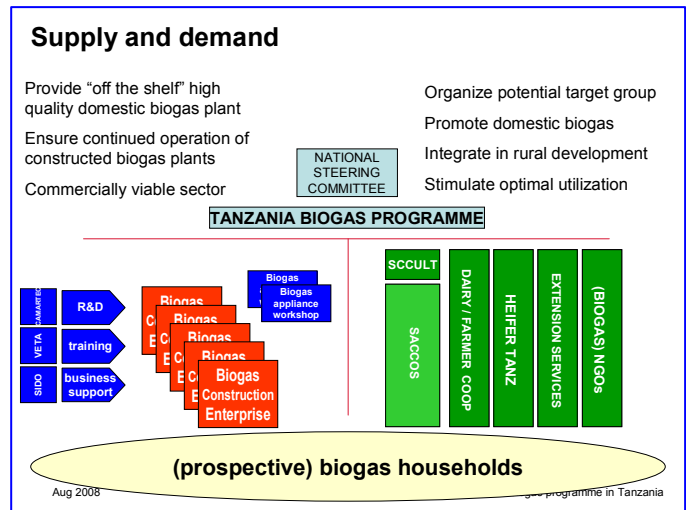 Supply and demand
Provide “off the shelf” high
quality domestic biogas plant
Ensure continued operation of
constructed biogas plants
Commercially viable sector
Organize potential target group
Promote domestic biogas
Integrate in rural development
Stimulate optimal utilization
NATIONAL
STEERING
COMMITTEE
TANZANIA BIOGAS PROGRAMME
CAMARTEC
R&D
VETA
training
SIDO
business
support
Biogas
Biogas
Biogas
Biogas
Biogas
Construction
Enterprise
Biogas
Biogas
appliance
workshop
SCCULT
SACCOS
DAIRY / FARMER COOP
HEIFER TANZ
EXTENSION SERVICES
(BIOGAS) NGOs
(prospective) biogas households
Aug 2008
programme in Tanzania